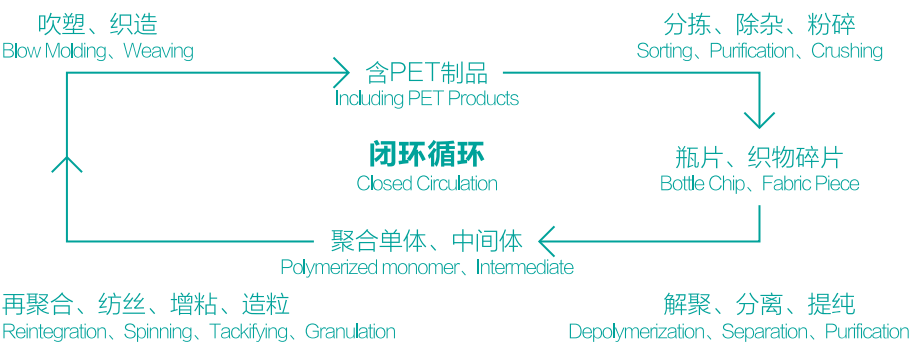 吹塑、织造
Blow Molding、Weaving
分拣、除杂、粉碎
Sorting、Purification、Crushing
含PET制品
Including PET Products
闭环循环
Closed Circulation
瓶片、织物碎片
Bottle Chip、Fabric Piece
聚合单体、中间体
Polymerized monomer、Intermediate
再聚合、纺丝、增粘、造粒
Reintegration、Spinning、Tackifying、Granulation
解聚、分离、提纯
Depolymerization、Separation、Purification